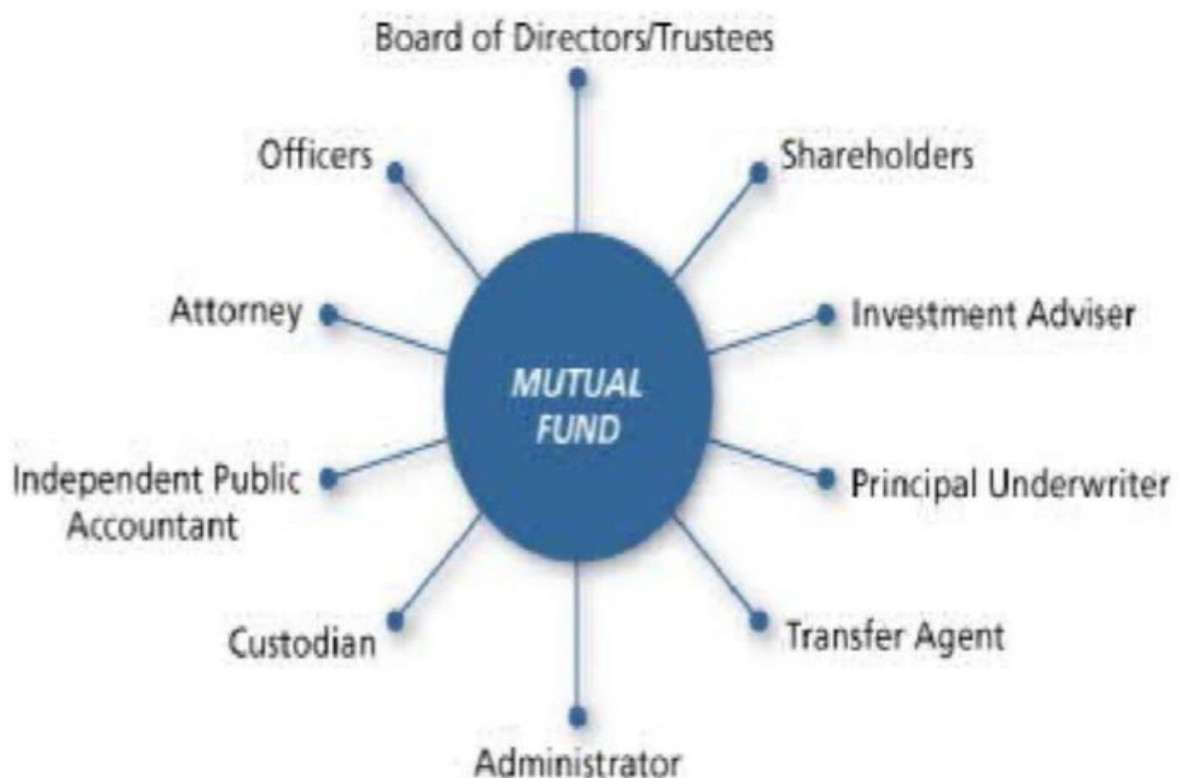 Board of Directors/Trustees
Officers
Shareholders
Attorney
Investment Adviser
MUTUAL
FUND
Independent Public
Accountant
Principal Underwriter
Custodian
Transfer Agent
Administrator